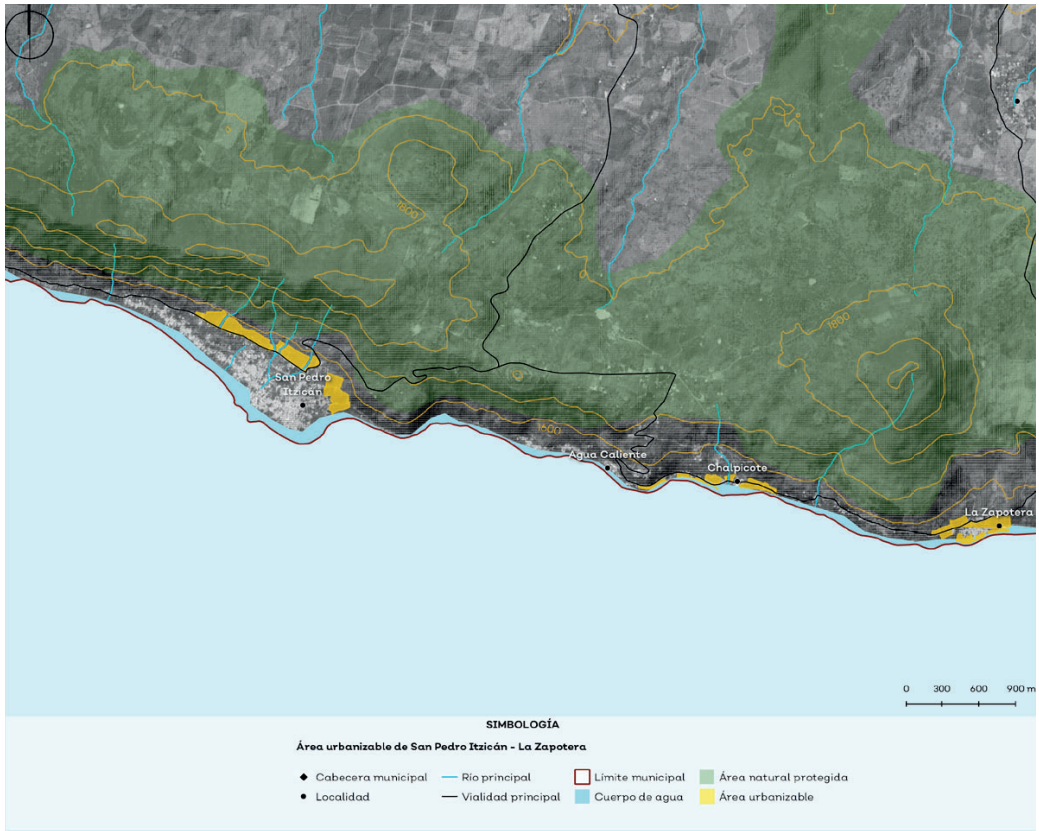 1800
1800
San Pedro
Itzicán
1600
Agua Caliente
Chalpicote
La Zapotera
0 300 600 900 m
SIMBOLOGÍA
Área urbanizable de San Pedro Itzicán - La Zapotera
Cabecera municipal
Río principal
Límite municipal
Área natural protegida
Localidad
Vialidad principal
Cuerpo de agua
Área urbanizable